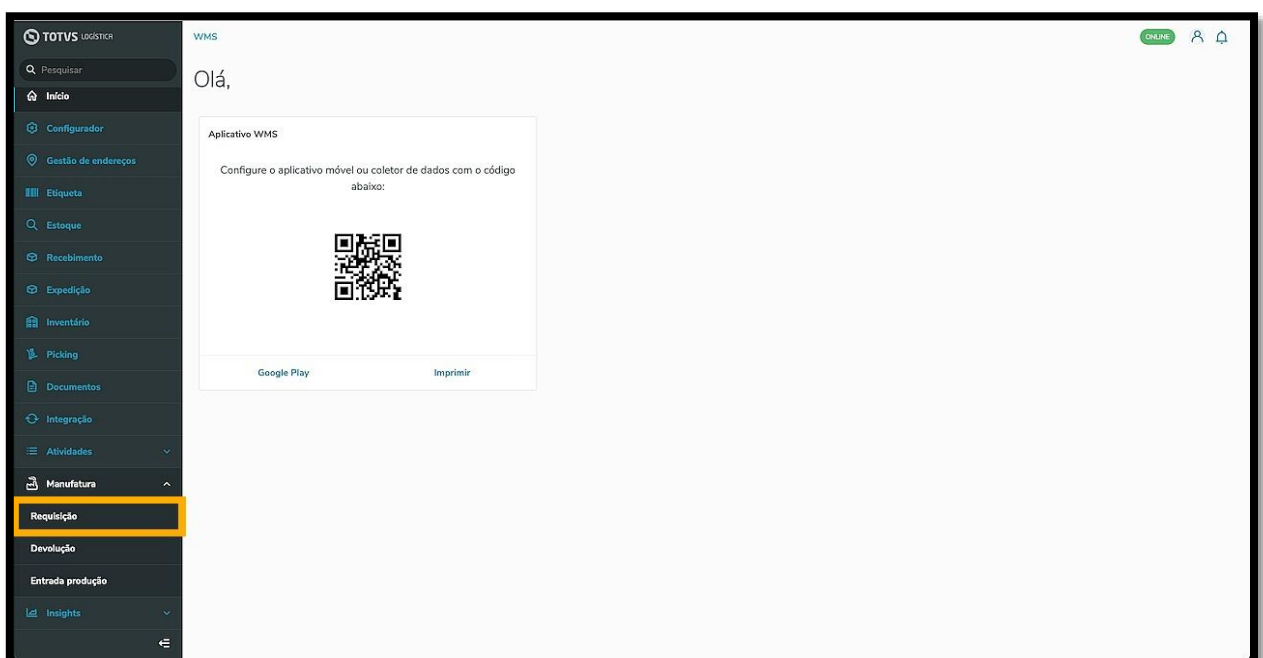 TOTVS LOGÍSTICA
Pesquisar
Início
Configurador
Gestão de endereços
Etiqueta
Estoque
Recebimento
Expedição
Inventário
Picking
Documentos
Integração
Atividades
Manufatura
Requisição
Devolução
Entrada produção
Insights
WMS
ONLINE
Olá,
Aplicativo WMS
Configure o aplicativo móvel ou coletor de dados com o código
abaixo:
Google Play
Imprimir